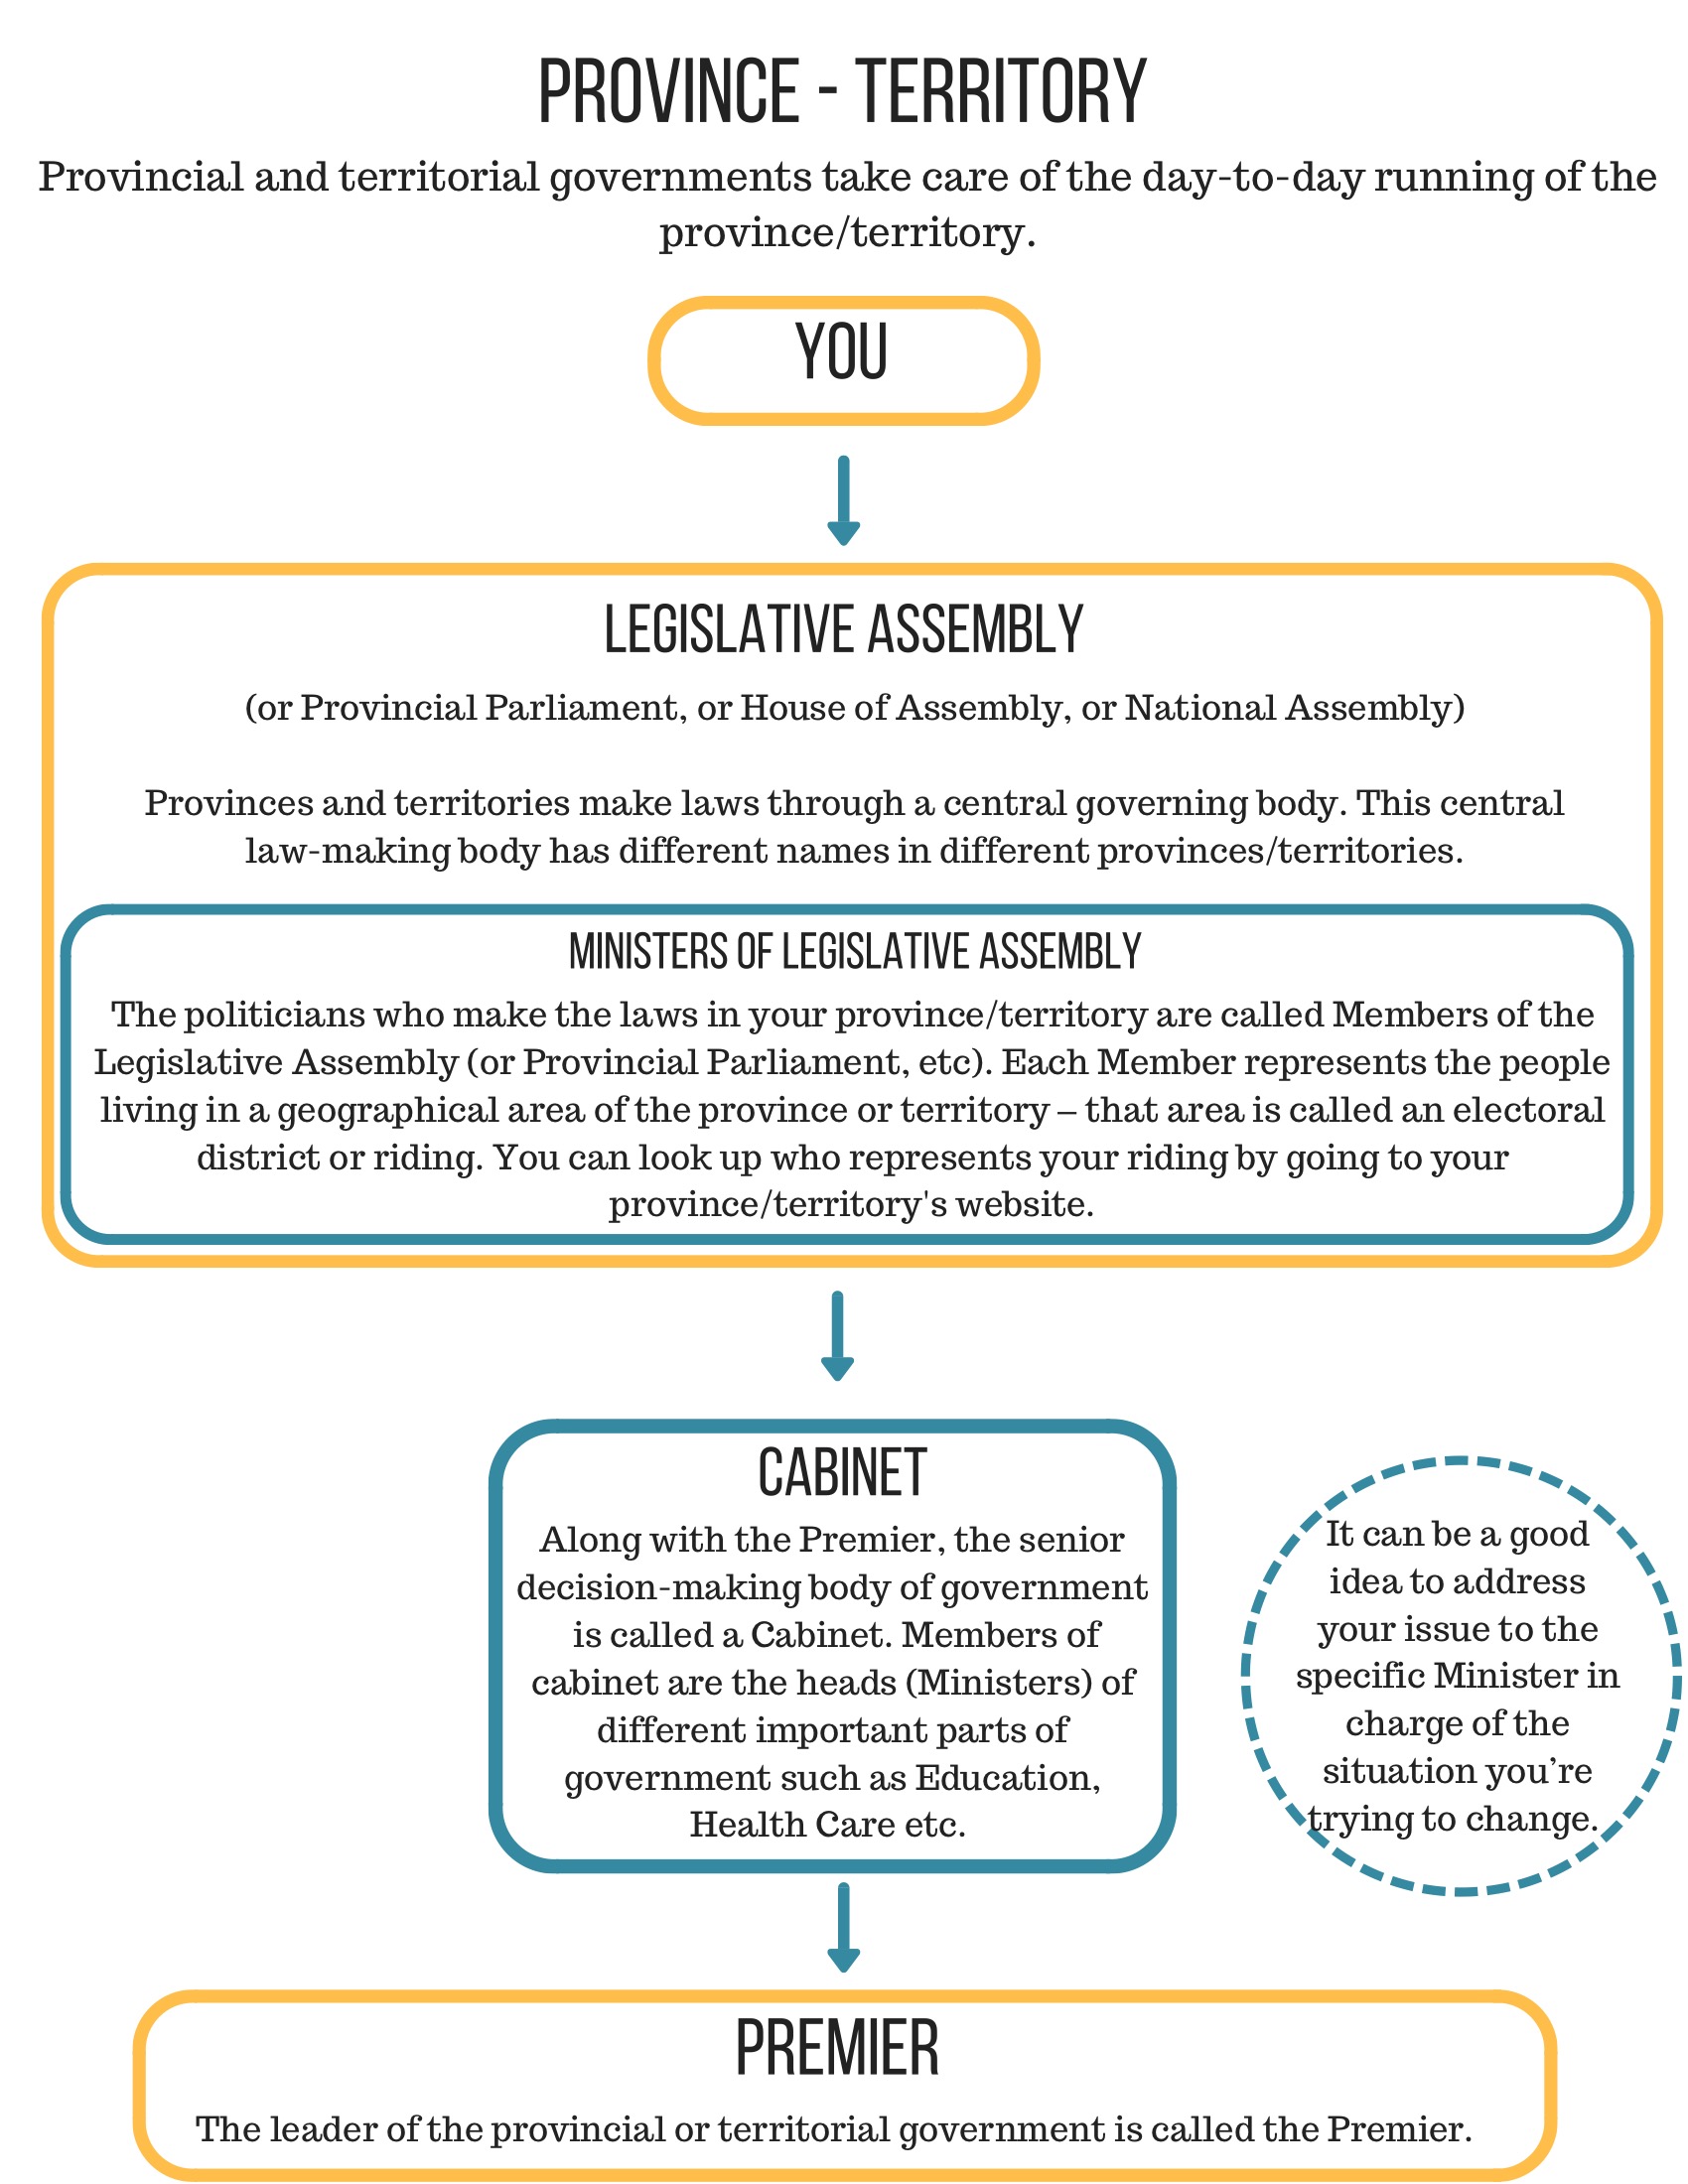 PROVINCE - TERRITORY
Provincial and territorial governments take care of the day-to-day running of the
province/territory.
YOU
LEGISLATIVE ASSEMBLY
(or Provincial Parliament, or House of Assembly, or National Assembly)
Provinces and territories make laws through a central governing body. This central
law-making body has different names in different provinces/territories.
MINISTERS OF LEGISLATIVE ASSEMBLY
The politicians who make the laws in your province/territory are called Members of the
Legislative Assembly (or Provincial Parliament, etc). Each Member represents the people
living in a geographical area of the province or territory – that area is called an electoral
district or riding. You can look up who represents your riding by going to your
province/territory's website.
CABINET
Along with the Premier, the senior
decision-making body of government
is called a Cabinet. Members of
cabinet are the heads (Ministers) of
different important parts of
government such as Education,
Health Care etc.
It can be a good
idea to address
your issue to the
specific Minister in
charge of the
situation you’re
trying to change.
PREMIER
The leader of the provincial or territorial government is called the Premier.